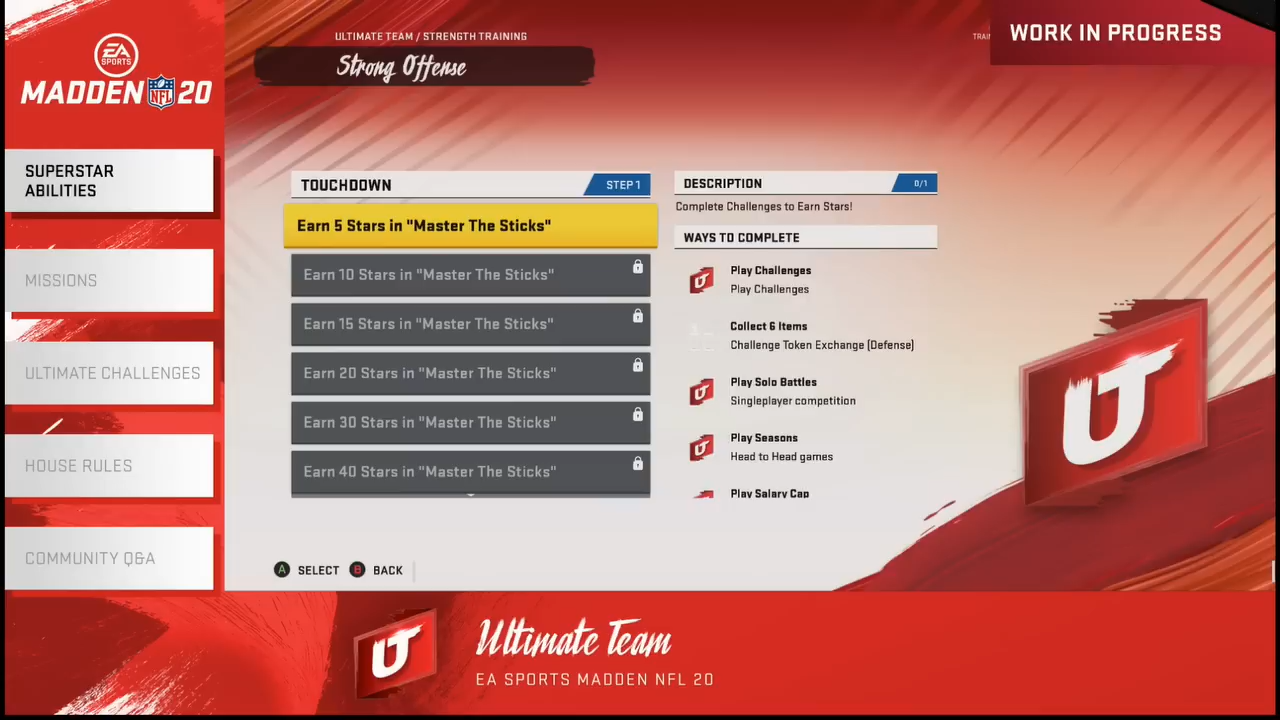 EA SPORTS
MADDEN NFL 20
SUPERSTAR
ABILITIES
MISSIONS
ULTIMATE CHALLENGES
HOUSE RULES
COMMUNITY Q&A
ULTIMATE TEAM / STRENGTH TRAINING
Strong Offense
WORK IN PROGRESS
TOUCHDOWN
STEP 1
Earn 5 Stars in "Master The Sticks"
Earn 10 Stars in "Master The Sticks"
Earn 15 Stars in "Master The Sticks"
Earn 20 Stars in "Master The Sticks"
Earn 30 Stars in "Master The Sticks"
Earn 40 Stars in "Master The Sticks"
DESCRIPTION
0/1
Complete Challenges to Earn Stars!
WAYS TO COMPLETE
Play Challenges
Play Challenges
Collect 6 Items
Challenge Token Exchange (Defense)
Play Solo Battles
Singleplayer competition
Play Seasons
Head to Head games
Play Salary Cap
UT
A SELECT B BACK
UT
Ultimate Team
EA SPORTS MADDEN NFL 20